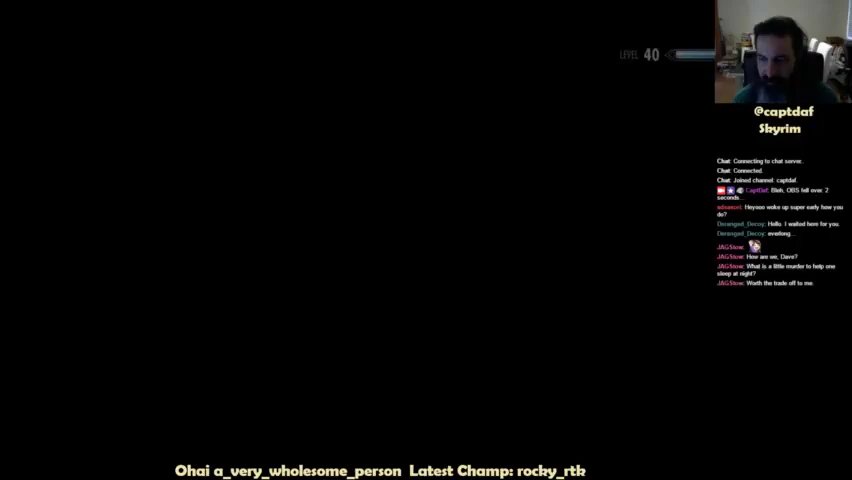 LEVEL 40
@captdaf
Skyrim
Chat: Connecting to chat server.
Chat: Connected.
Chat: Joined channel: captdaf.
CaptDaf: Bleh, OBS fell over. 2
seconds...
Heyooo woke up super early how you
do?
Deranged_Decoy: Hello. I waited here for you.
Deranged_Decoy: everlong...
JAGStow:
JAGStow: How are we, Dave?
JAGStow: What is a little murder to help one
sleep at night?
JAGStow: Worth the trade off to me.
Ohai a_very_wholesome_person Latest Champ: rocky_rtk